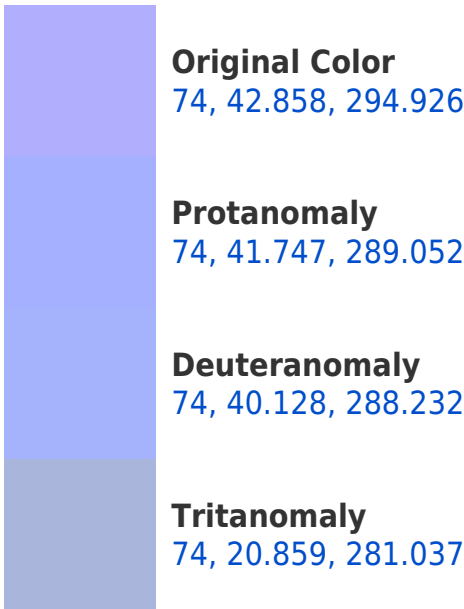 Original Color
74, 42.858, 294.926
Protanomaly
74, 41.747, 289.052
Deuteranomaly
74, 40.128, 288.232
Tritanomaly
74, 20.859, 281.037